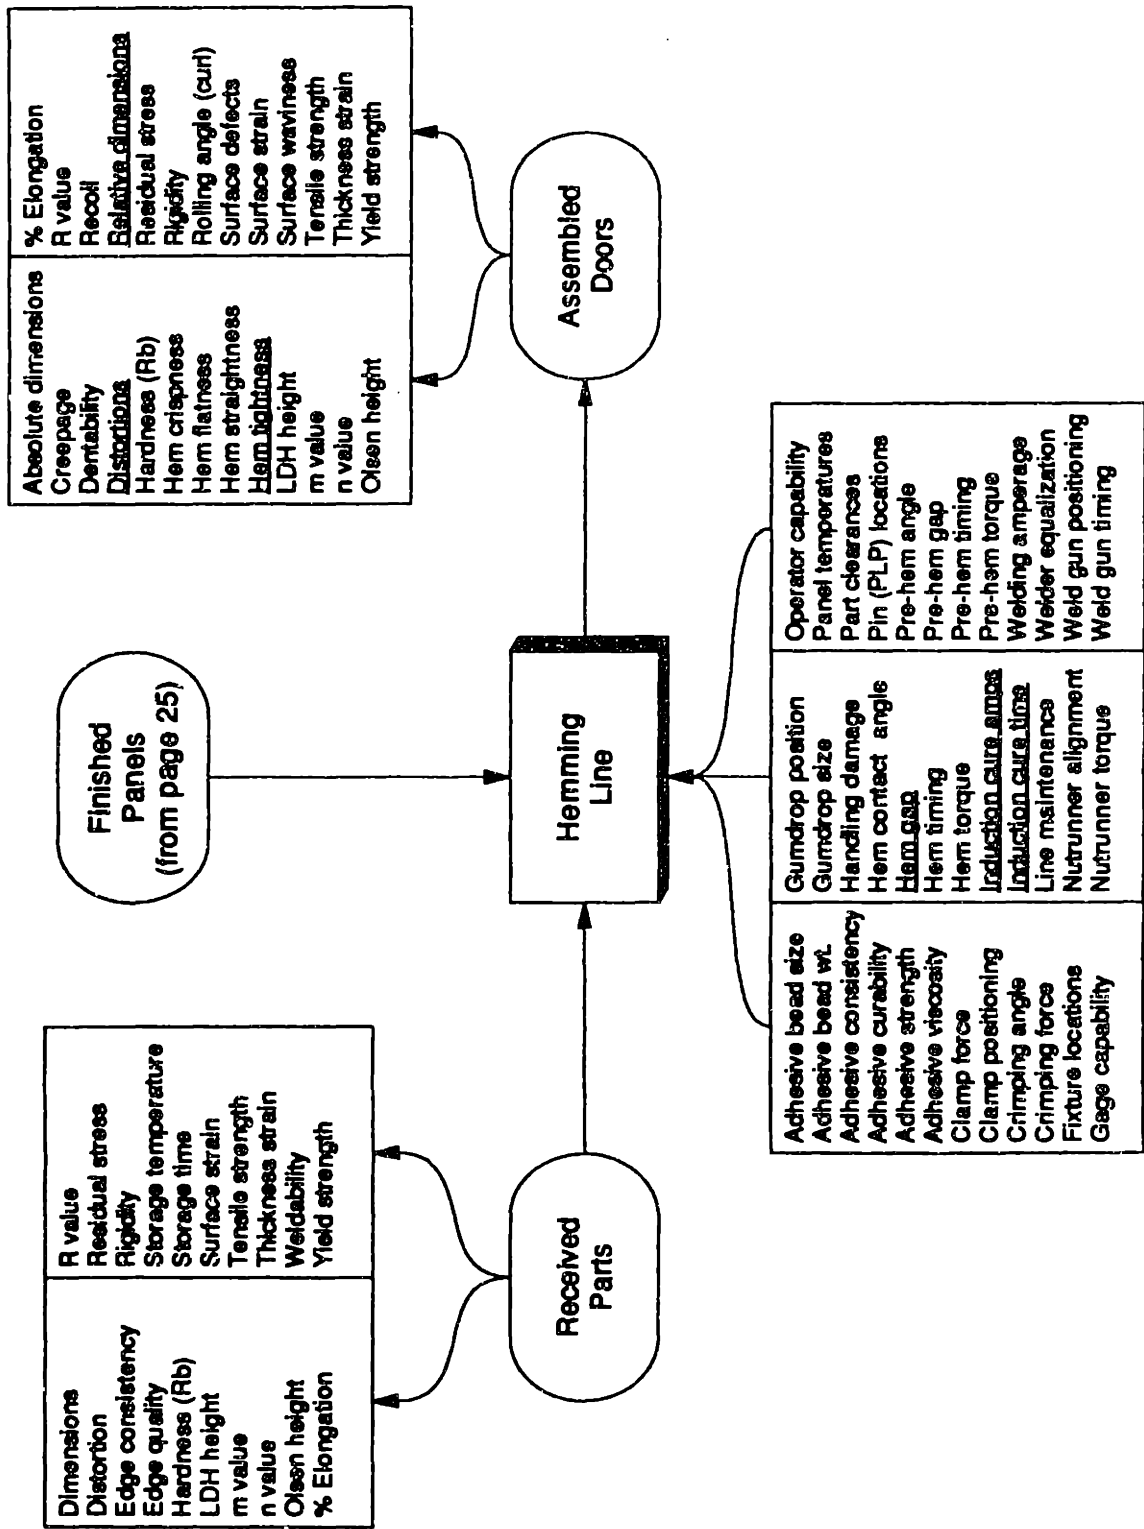 Dimensions
Distortion
Edge consistency
Edge quality
Hardness (Rb)
LDH height
m value
n value
Olsen height
% Elongation
R value
Residual stress
Rigidity
Storage temperature
Storage time
Surface strain
Tensile strength
Thickness strain
Weldability
Yield strength
Received
Parts
Finished
Panels
(from page 25)
Hemming
Line
Absolute dimensions
Creepage
Dentability
Distortions
Hardness (Rb)
Hem crispness
Hem flatness
Hem straightness
Hem tightness
LDH height
m value
n value
Olsen height
% Elongation
R value
Recoil
Relative dimensions
Residual stress
Rigidity
Rolling angle (curl)
Surface defects
Surface strain
Surface waviness
Tensile strength
Thickness strain
Yield strength
Assembled
Doors
Adhesive bead size
Adhesive bead wt.
Adhesive consistency
Adhesive curability
Adhesive strength
Adhesive viscosity
Clamp force
Clamp positioning
Crimping angle
Crimping force
Fixture locations
Gage capability
Gumdrop position
Gumdrop size
Handling damage
Hem contact angle
Hem gap
Hem timing
Hem torque
Induction cure amps
Induction cure time
Line maintenance
Nutrunner alignment
Nutrunner torque
Operator capability
Panel temperatures
Part clearances
Pin (PLP) locations
Pre-hem angle
Pre-hem gap
Pre-hem timing
Pre-hem torque
Welding amperage
Welder equalization
Weld gun positioning
Weld gun timing